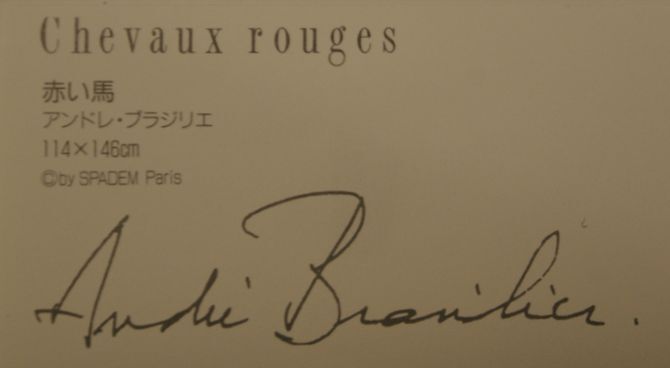 Chevaux rouges
赤い馬
アンドレ・ブラジリエ
114×146cm
©by SPADEM Paris
André Brasilier.